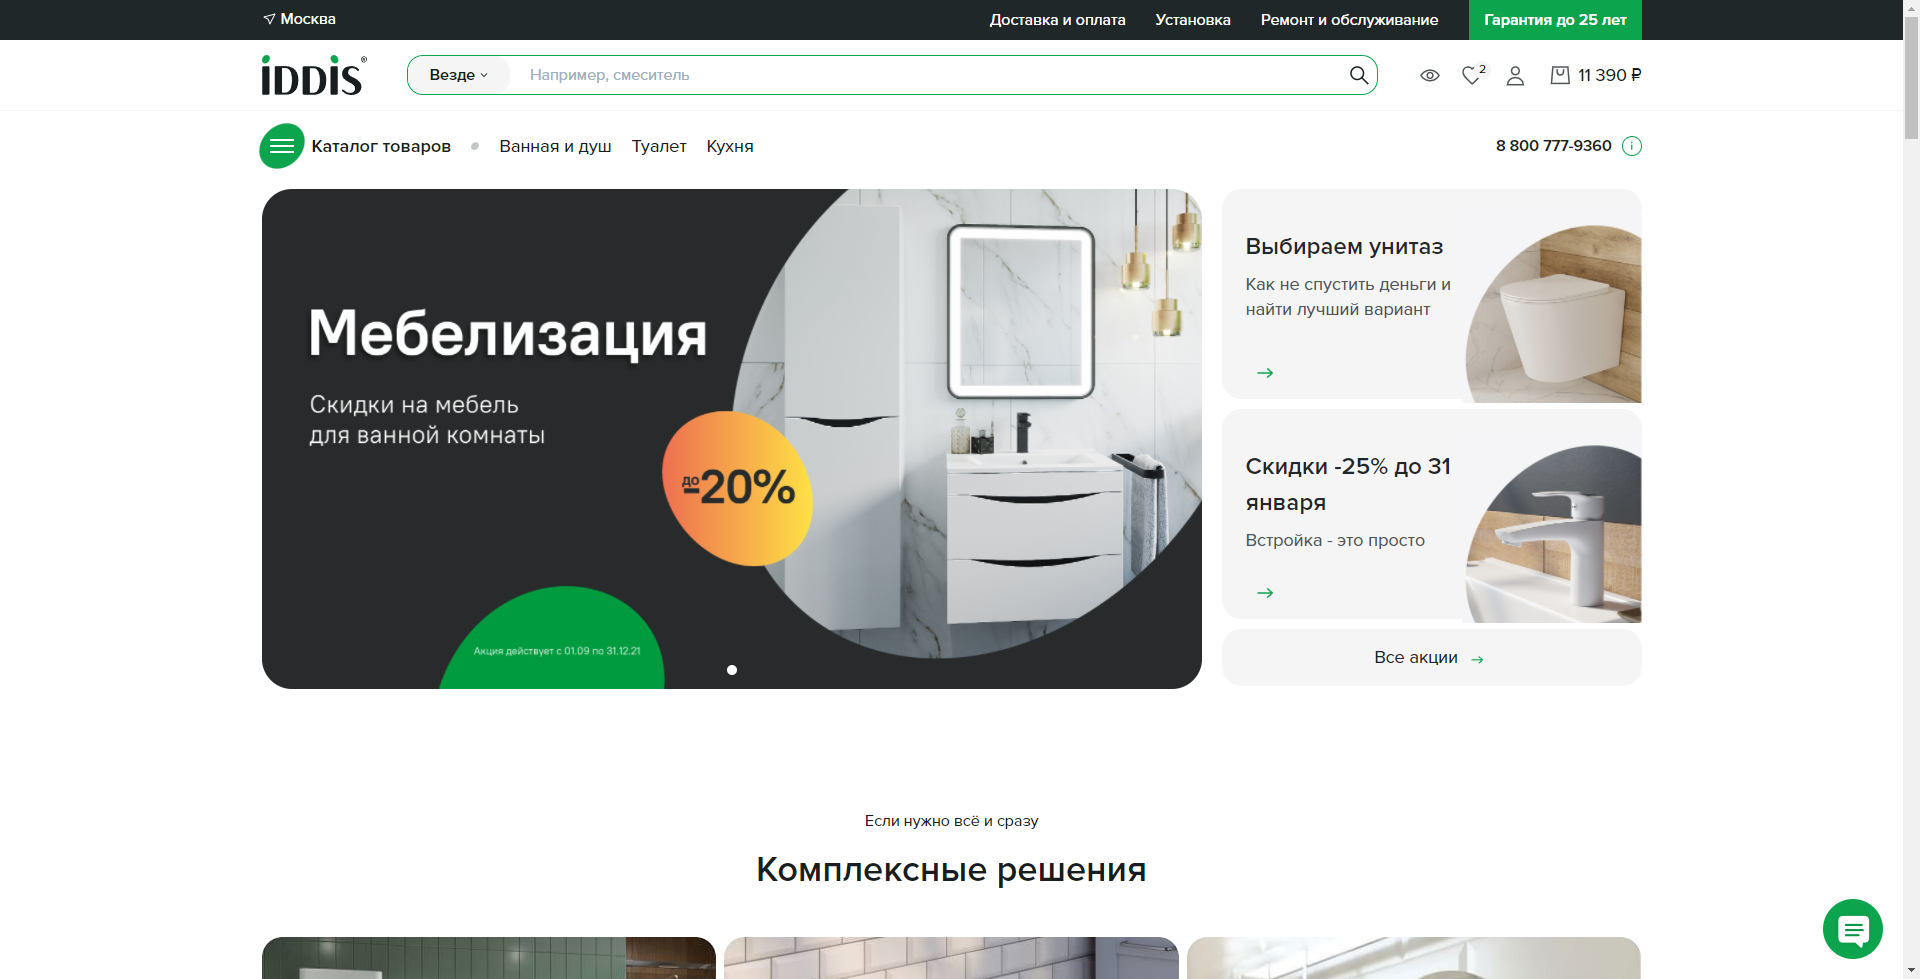 Москва
Доставка и оплата
Установка
Ремонт и обслуживание
Гарантия до 25 лет
iDDiS®
Везде
Например, смеситель
2
11 390 ₽
Каталог товаров
Ванная и душ
Туалет
Кухня
8 800 777-9360
i
Мебелизация
Скидки на мебель
для ванной комнаты
до
-20%
Акция действует с 01.09 по 31.12.21
Выбираем унитаз
Как не спустить деньги и
найти лучший вариант
Скидки -25% до 31
января
Встройка - это просто
Все акции
Если нужно всё и сразу
Комплексные решения